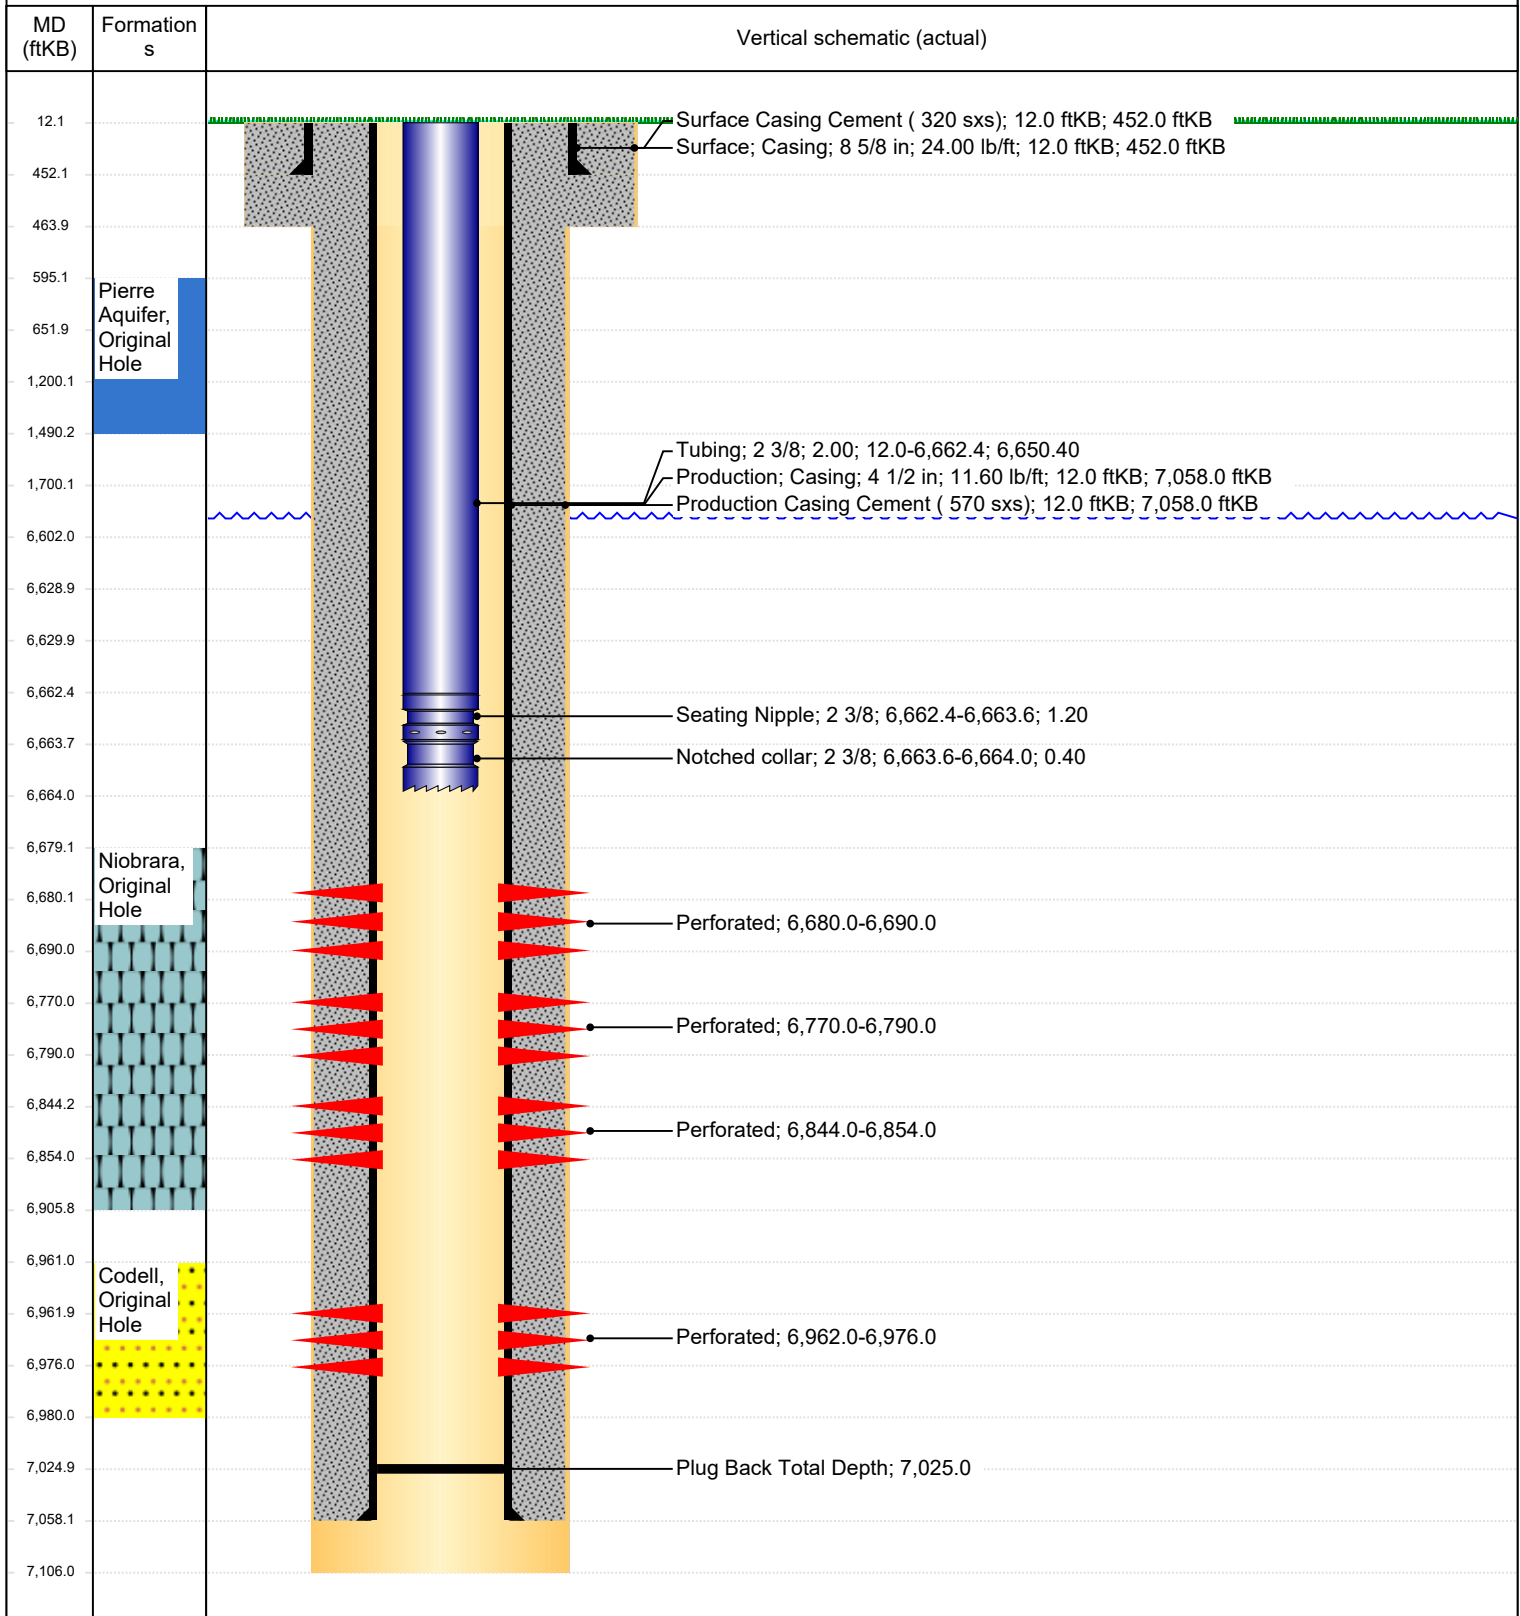 MD
(ftKB)
Formation
s
Vertical schematic (actual)
12.1
452.1
463.9
595.1
651.9
1,200.1
1,490.2
1,700.1
6,602.0
6,628.9
6,629.9
6,662.4
6,663.7
6,664.0
6,679.1
6,680.1
6,690.0
6,770.0
6,790.0
6,844.2
6,854.0
6,905.8
6,961.0
6,961.9
6,976.0
6,980.0
7,024.9
7,058.1
7,106.0
Pierre
Aquifer,
Original
Hole
Niobrara,
Original
Hole
Codell,
Original
Hole
Surface Casing Cement ( 320 sxs); 12.0 ftKB; 452.0 ftKB
Surface; Casing; 8 5/8 in; 24.00 lb/ft; 12.0 ftKB; 452.0 ftKB
Tubing; 2 3/8; 2.00; 12.0-6,662.4; 6,650.40
Production; Casing; 4 1/2 in; 11.60 lb/ft; 12.0 ftKB; 7,058.0 ftKB
Production Casing Cement ( 570 sxs); 12.0 ftKB; 7,058.0 ftKB
Seating Nipple; 2 3/8; 6,662.4-6,663.6; 1.20
Notched collar; 2 3/8; 6,663.6-6,664.0; 0.40
Perforated; 6,680.0-6,690.0
Perforated; 6,770.0-6,790.0
Perforated; 6,844.0-6,854.0
Perforated; 6,962.0-6,976.0
Plug Back Total Depth; 7,025.0